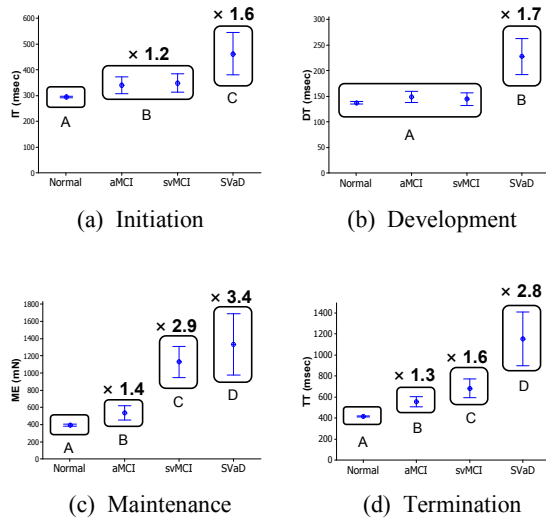 × 1.6
× 1.2
IT (msec)
600
500
400
300
200
100
0
A
B
C
Normal aMCI svMCI SVaD
(a) Initiation
× 1.7
DT (msec)
300
250
200
150
100
50
0
A
B
Normal aMCI svMCI SVaD
(b) Development
× 3.4
× 2.9
× 1.4
ME (mN)
1800
1600
1400
1200
1000
800
600
400
200
0
A
B
C
D
Normal aMCI svMCI SVaD
(c) Maintenance
× 2.8
× 1.6
× 1.3
TT (msec)
1400
1200
1000
800
600
400
200
0
A
B
C
D
Normal aMCI svMCI SVaD
(d) Termination